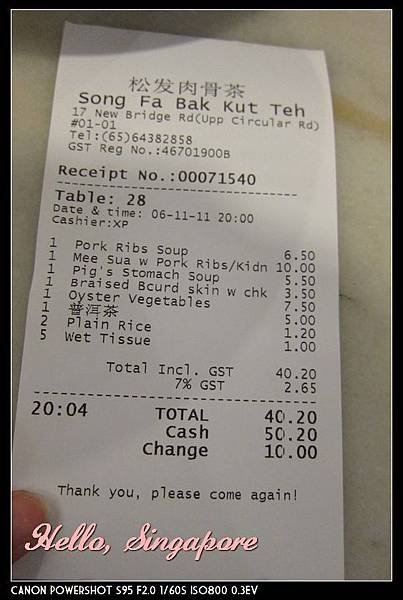 松发肉骨茶
Song Fa Bak Kut Teh
17 New Bridge Rd(Upp Circular Rd)
#01-01
Tel:(65)64382858
GST Reg No.:46701900B
Receipt No.:00071540
Table: 28
Date & time: 06-11-11 20:00
Cashier:XP
1 Pork Ribs Soup 6.50
1 Mee Sua w Pork Ribs/Kidn 10.00
1 Pig's Stomach Soup 5.50
1 Braised Bcurd skin w chk 3.50
1 Oyster Vegetables 7.50
1 普洱茶 5.00
2 Plain Rice 1.20
5 Wet Tissue 1.00
Total Incl. GST 40.20
7% GST 2.65
20:04 TOTAL 40.20
Cash 50.20
Change 10.00
Thank you, please come again!
Hello, Singapore
CANON POWERSHOT S95 F2.0 1/60S ISO800 0.3EV